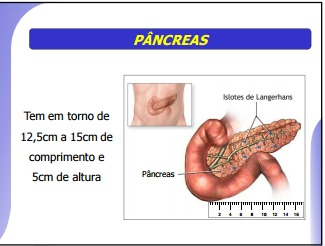 PÂNCREAS
Tem em torno de
12,5cm a 15cm de
comprimento e
5cm de altura
Islotes de Langerhans
Pâncreas
2 4 6 8 10 12 14 16